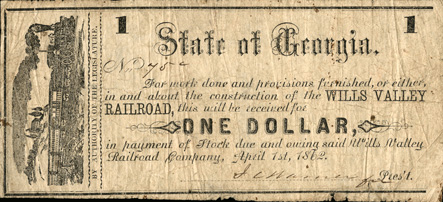 1 1
State of Georgia.
BY AUTHORITY OF THE LEGISLATURE.
No
For work done and provisions furnished, or either,
in and about the construction of the WILLS VALLEY
RAILROAD, this will be received for
ONE DOLLAR,
in payment of Stock due and owing said Wills Valley
Railroad Company, April 1st, 1862.
Pres't.